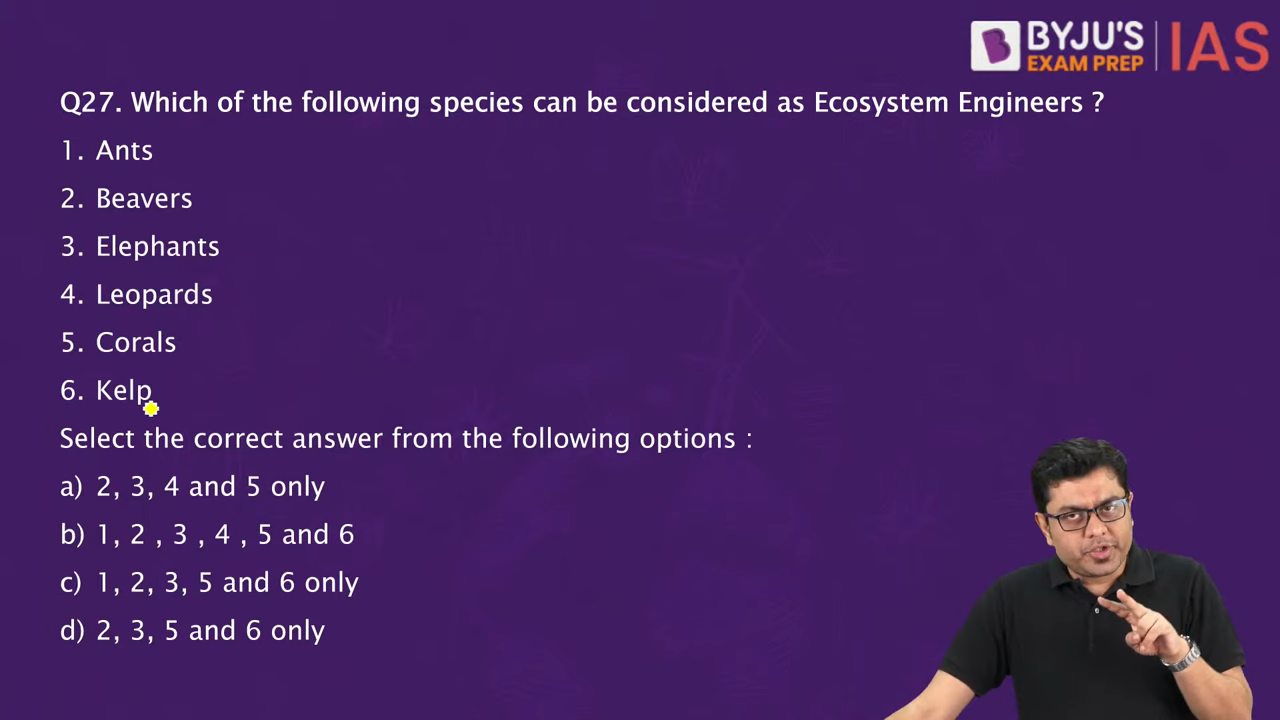 BYJU'S
EXAM PREP
IAS
Q27. Which of the following species can be considered as Ecosystem Engineers ?
1. Ants
2. Beavers
3. Elephants
4. Leopards
5. Corals
6. Kelp
Select the correct answer from the following options :
a) 2, 3, 4 and 5 only
b) 1, 2 , 3 , 4 , 5 and 6
c) 1, 2, 3, 5 and 6 only
d) 2, 3, 5 and 6 only